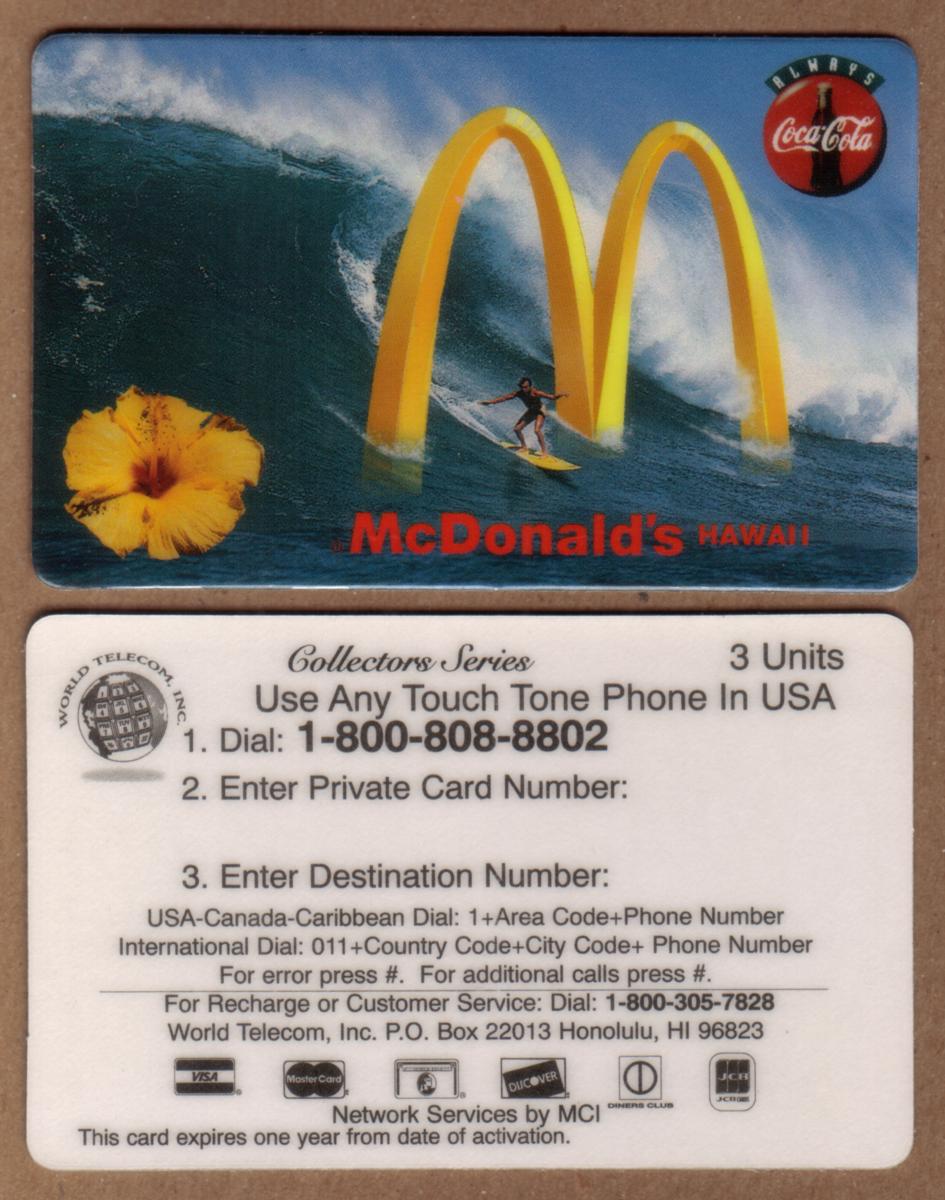 ALWAYS
Coca-Cola
McDonald's HAWAII
WORLD TELECOM, INC.
Collectors Series
3 Units
Use Any Touch Tone Phone In USA
1. Dial: 1-800-808-8802
2. Enter Private Card Number:
3. Enter Destination Number:
USA-Canada-Caribbean Dial: 1+Area Code+Phone Number
International Dial: 011+Country Code+City Code+ Phone Number
For error press #. For additional calls press #.
For Recharge or Customer Service: Dial: 1-800-305-7828
World Telecom, Inc. P.O. Box 22013 Honolulu, HI 96823
VISA
MasterCard
DISCOVER
DINERS CLUB
JCB
Network Services by MCI
This card expires one year from date of activation.